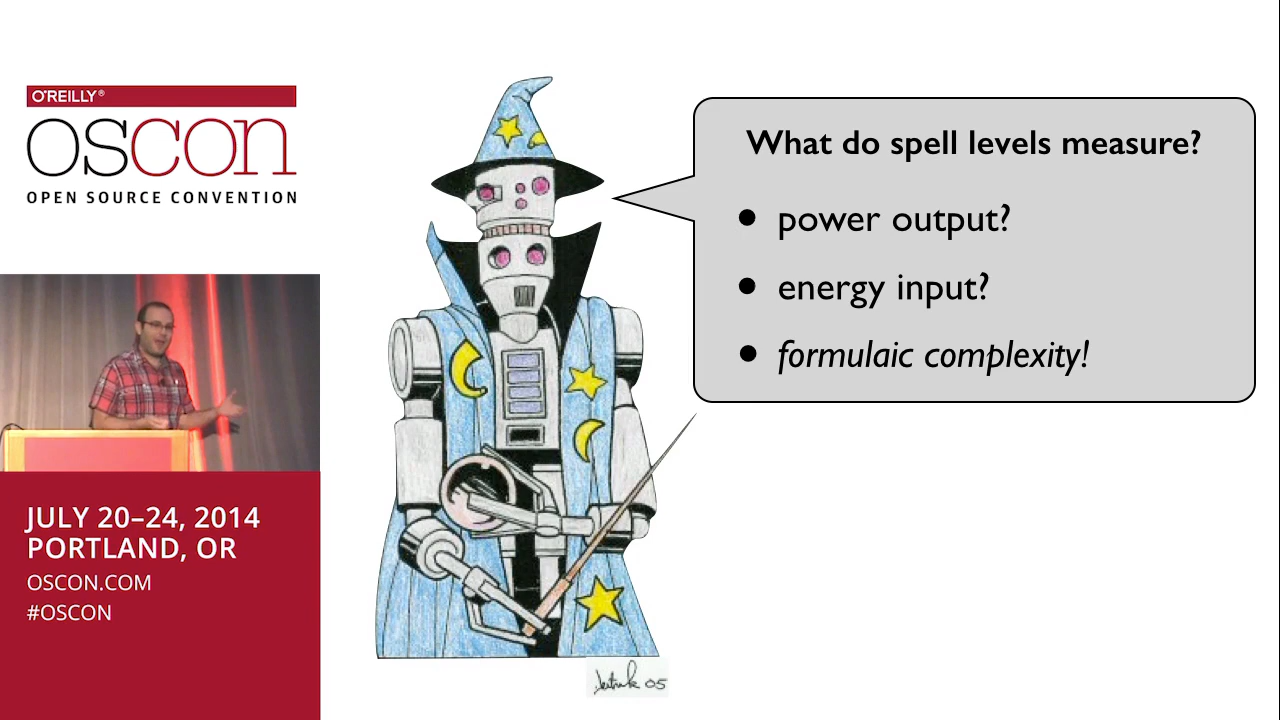 O'REILLY®
OSCON
OPEN SOURCE CONVENTION
JULY 20–24, 2014
PORTLAND, OR
OSCON.COM
#OSCON
What do spell levels measure?
• power output?
• energy input?
• formulaic complexity!
05